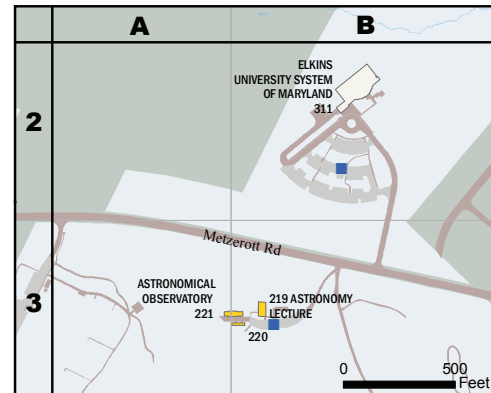 A
B
ELKINS
UNIVERSITY SYSTEM
OF MARYLAND
311
2
Metzerott Rd
3
ASTRONOMICAL
OBSERVATORY
221
219 ASTRONOMY
LECTURE
220
0
500
Feet